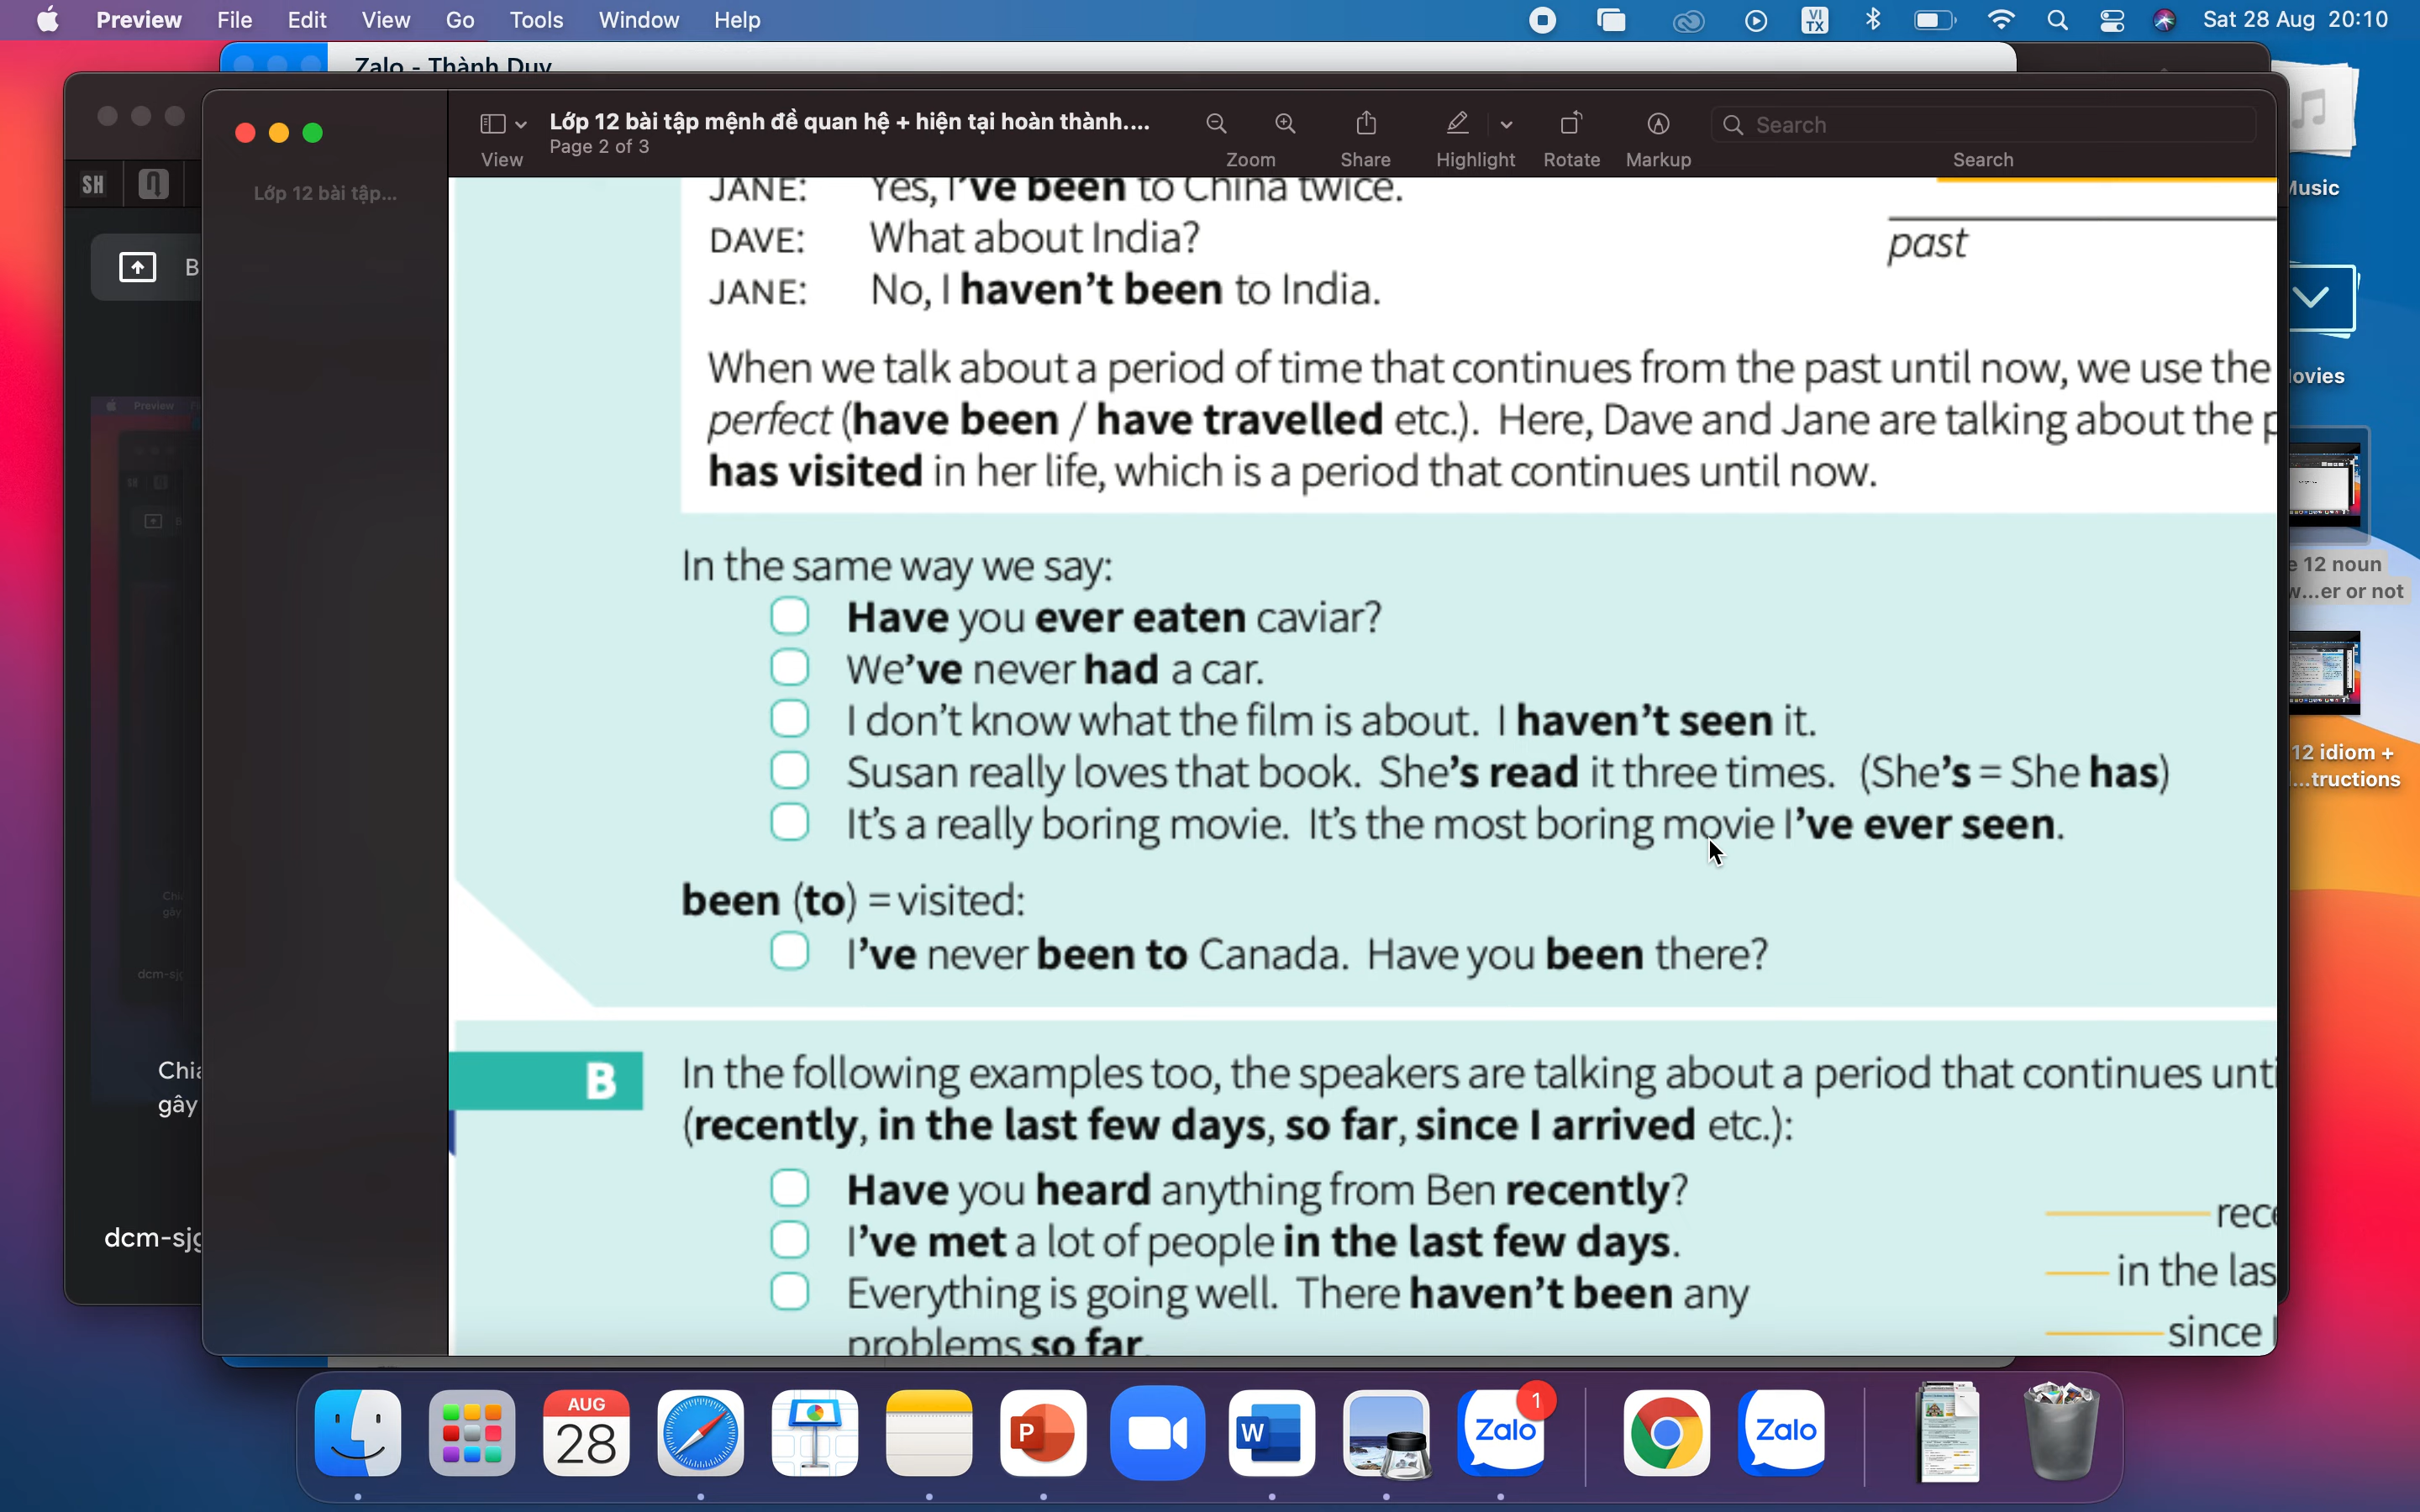 Preview File Edit View Go Tools Window Help
VI TX
Sat 28 Aug 20:10
Zalo - Thành Duy
Lớp 12 bài tập mệnh đề quan hệ + hiện tại hoàn thành....
Page 2 of 3
Search
View Zoom Share Highlight Rotate Markup Search
SH
Lớp 12 bài tập...
B
Preview
JANE: Yes, I've been to China twice.
DAVE: What about India?
JANE: No, I haven't been to India.
past
When we talk about a period of time that continues from the past until now, we use the
perfect (have been / have travelled etc.). Here, Dave and Jane are talking about the p
has visited in her life, which is a period that continues until now.
In the same way we say:
Have you ever eaten caviar?
We've never had a car.
I don't know what the film is about. I haven't seen it.
Susan really loves that book. She's read it three times. (She's = She has)
It's a really boring movie. It's the most boring movie I've ever seen.
been (to) = visited:
I've never been to Canada. Have you been there?
B
In the following examples too, the speakers are talking about a period that continues unti
(recently, in the last few days, so far, since I arrived etc.):
Have you heard anything from Ben recently?
I've met a lot of people in the last few days.
Everything is going well. There haven't been any
problems so far.
rece
in the las
since I
Chia
gây
dcm-sjg
Music
Movies
e 12 noun
w...er or not
12 idiom +
...tructions
AUG
28
P
W
Zalo
1
Zalo